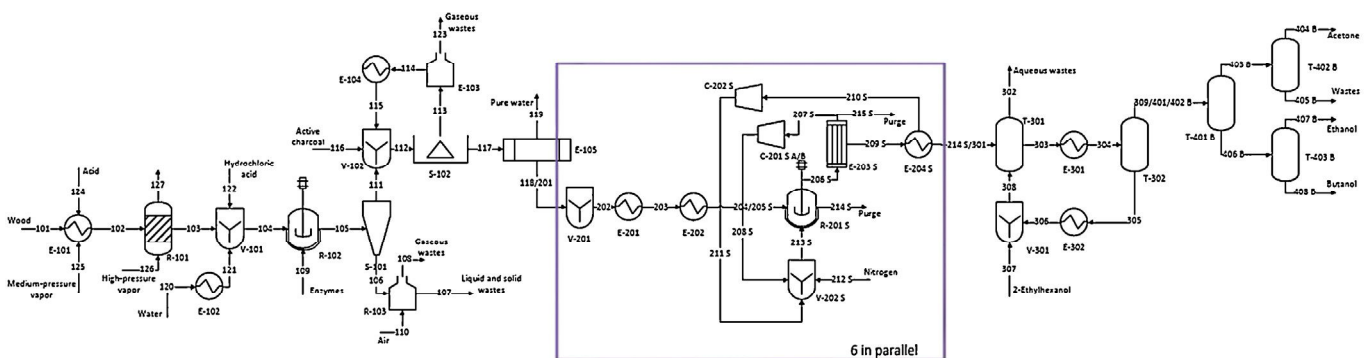 Wood
101
Acid
124
E-101
125
Medium-pressure
vapor
102
127
R-101
126
High-pressure
vapor
103
Hydrochloric
acid
122
V-101
121
120
Water
E-102
104
R-102
109
Enzymes
105
S-101
106
R-103
108
Gaseous
wastes
107
Liquid and solid
wastes
110
Air
111
V-102
Active
charcoal
116
115
E-104
114
E-103
123
Gaseous
wastes
113
112
S-102
117
E-105
Pure water
119
118/201
V-201
202
E-201
203
E-202
204/205 S
C-202 S
210 S
C-201 S A/B
207 S
215 S
Purge
E-203 S
209 S
E-204 S
206 S
R-201 S
214 S
Purge
208 S
211 S
213 S
V-202 S
212 S
Nitrogen
6 in parallel
214 S/301
Aqueous wastes
302
T-301
303
E-301
304
T-302
305
E-302
306
V-301
308
307
2-Ethylhexanol
309/401/402 B
T-401 B
403 B
404 B
Acetone
T-402 B
405 B
Wastes
406 B
407 B
Ethanol
T-403 B
408 B
Butanol